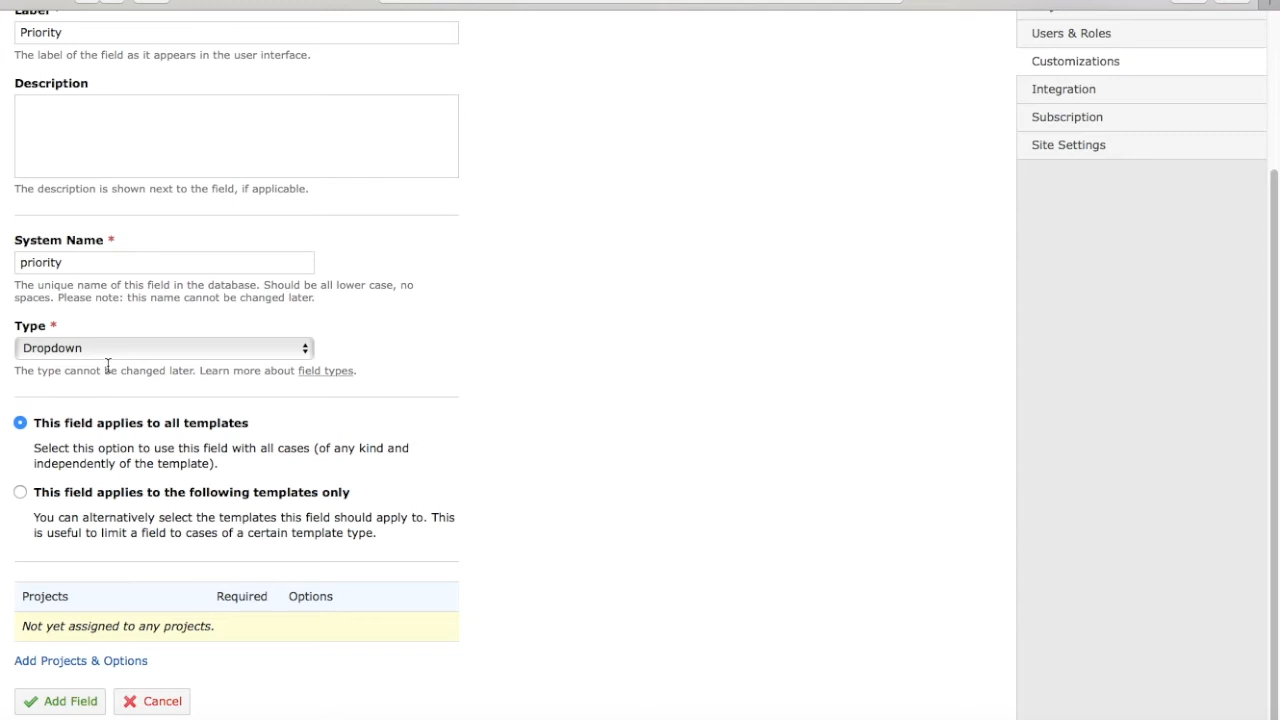 Label *
Priority
The label of the field as it appears in the user interface.
Description
The description is shown next to the field, if applicable.
System Name *
priority
The unique name of this field in the database. Should be all lower case, no
spaces. Please note: this name cannot be changed later.
Type *
Dropdown
The type cannot be changed later. Learn more about field types.
This field applies to all templates
Select this option to use this field with all cases (of any kind and
independently of the template).
This field applies to the following templates only
You can alternatively select the templates this field should apply to. This
is useful to limit a field to cases of a certain template type.
Projects Required Options
Not yet assigned to any projects.
Add Projects & Options
Add Field Cancel
Users & Roles
Customizations
Integration
Subscription
Site Settings